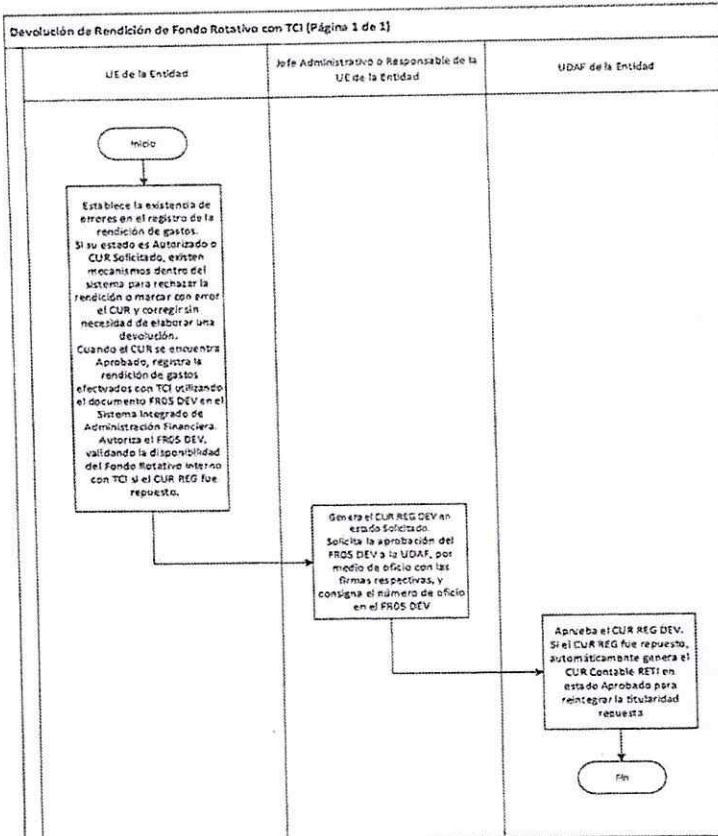 Devolución de Rendición de Fondo Rotativo con TCI (Página 1 de 1)
UE de la Entidad
Jefe Administrativo o Responsable de la
UE de la Entidad
UDAF de la Entidad
Inicio
Establece la existencia de
errores en el registro de la
rendición de gastos.
Si su estado es Autorizado o
CUR Solicitado, existen
mecanismos dentro del
sistema para rechazar la
rendición o marcar con error
el CUR y corregir sin
necesidad de elaborar una
devolución.
Cuando el CUR se encuentra
Aprobado, registra la
rendición de gastos
efectuados con TCI utilizando
el documento FR05 DEV en el
Sistema Integrado de
Administración Financiera.
Autoriza el FR05 DEV,
validando la disponibilidad
del Fondo Rotativo Interno
con TCI si el CUR REG fue
repuesto.
Genera el CUR REG DEV en
estado Solicitado.
Solicita la aprobación del
FR05 DEV a la UDAF, por
medio de oficio con las
firmas respectivas, y
consigna el número de oficio
en el FR05 DEV
Aprueba el CUR REG DEV.
Si el CUR REG fue repuesto,
automáticamente genera el
CUR Contable RETI en
estado Aprobado para
reintegrar la titularidad
repuesta
Fin